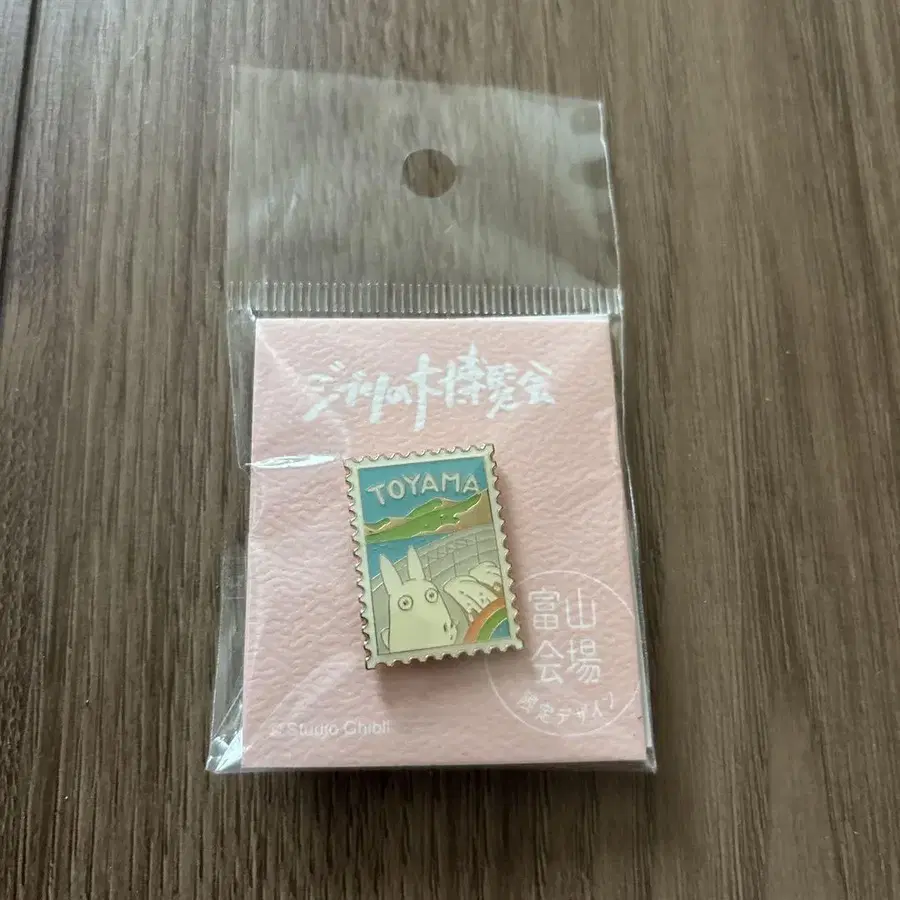 ジブリの大博覧会
TOYAMA
富山
会場
限定デザイン
© Studio Ghibli